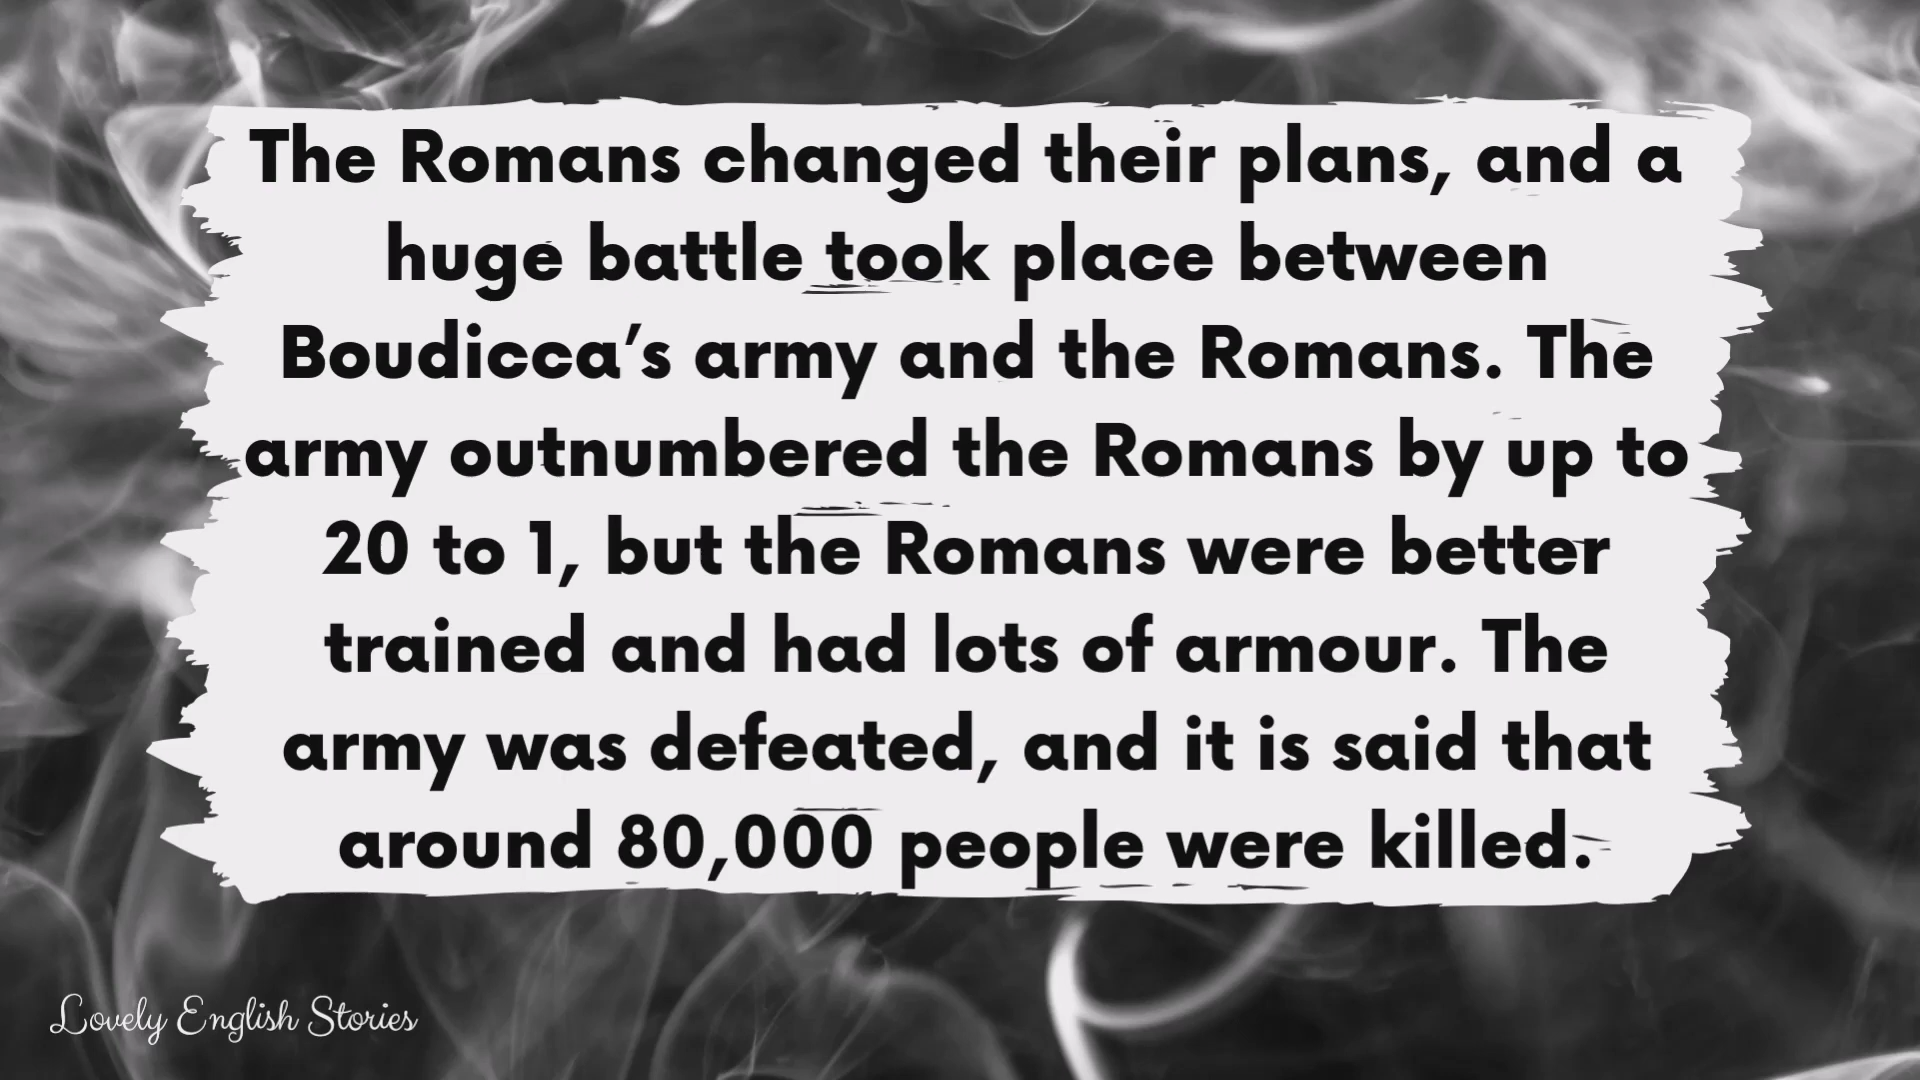 The Romans changed their plans, and a
huge battle took place between
Boudicca’s army and the Romans. The
army outnumbered the Romans by up to
20 to 1, but the Romans were better
trained and had lots of armour. The
army was defeated, and it is said that
around 80,000 people were killed.
Lovely English Stories